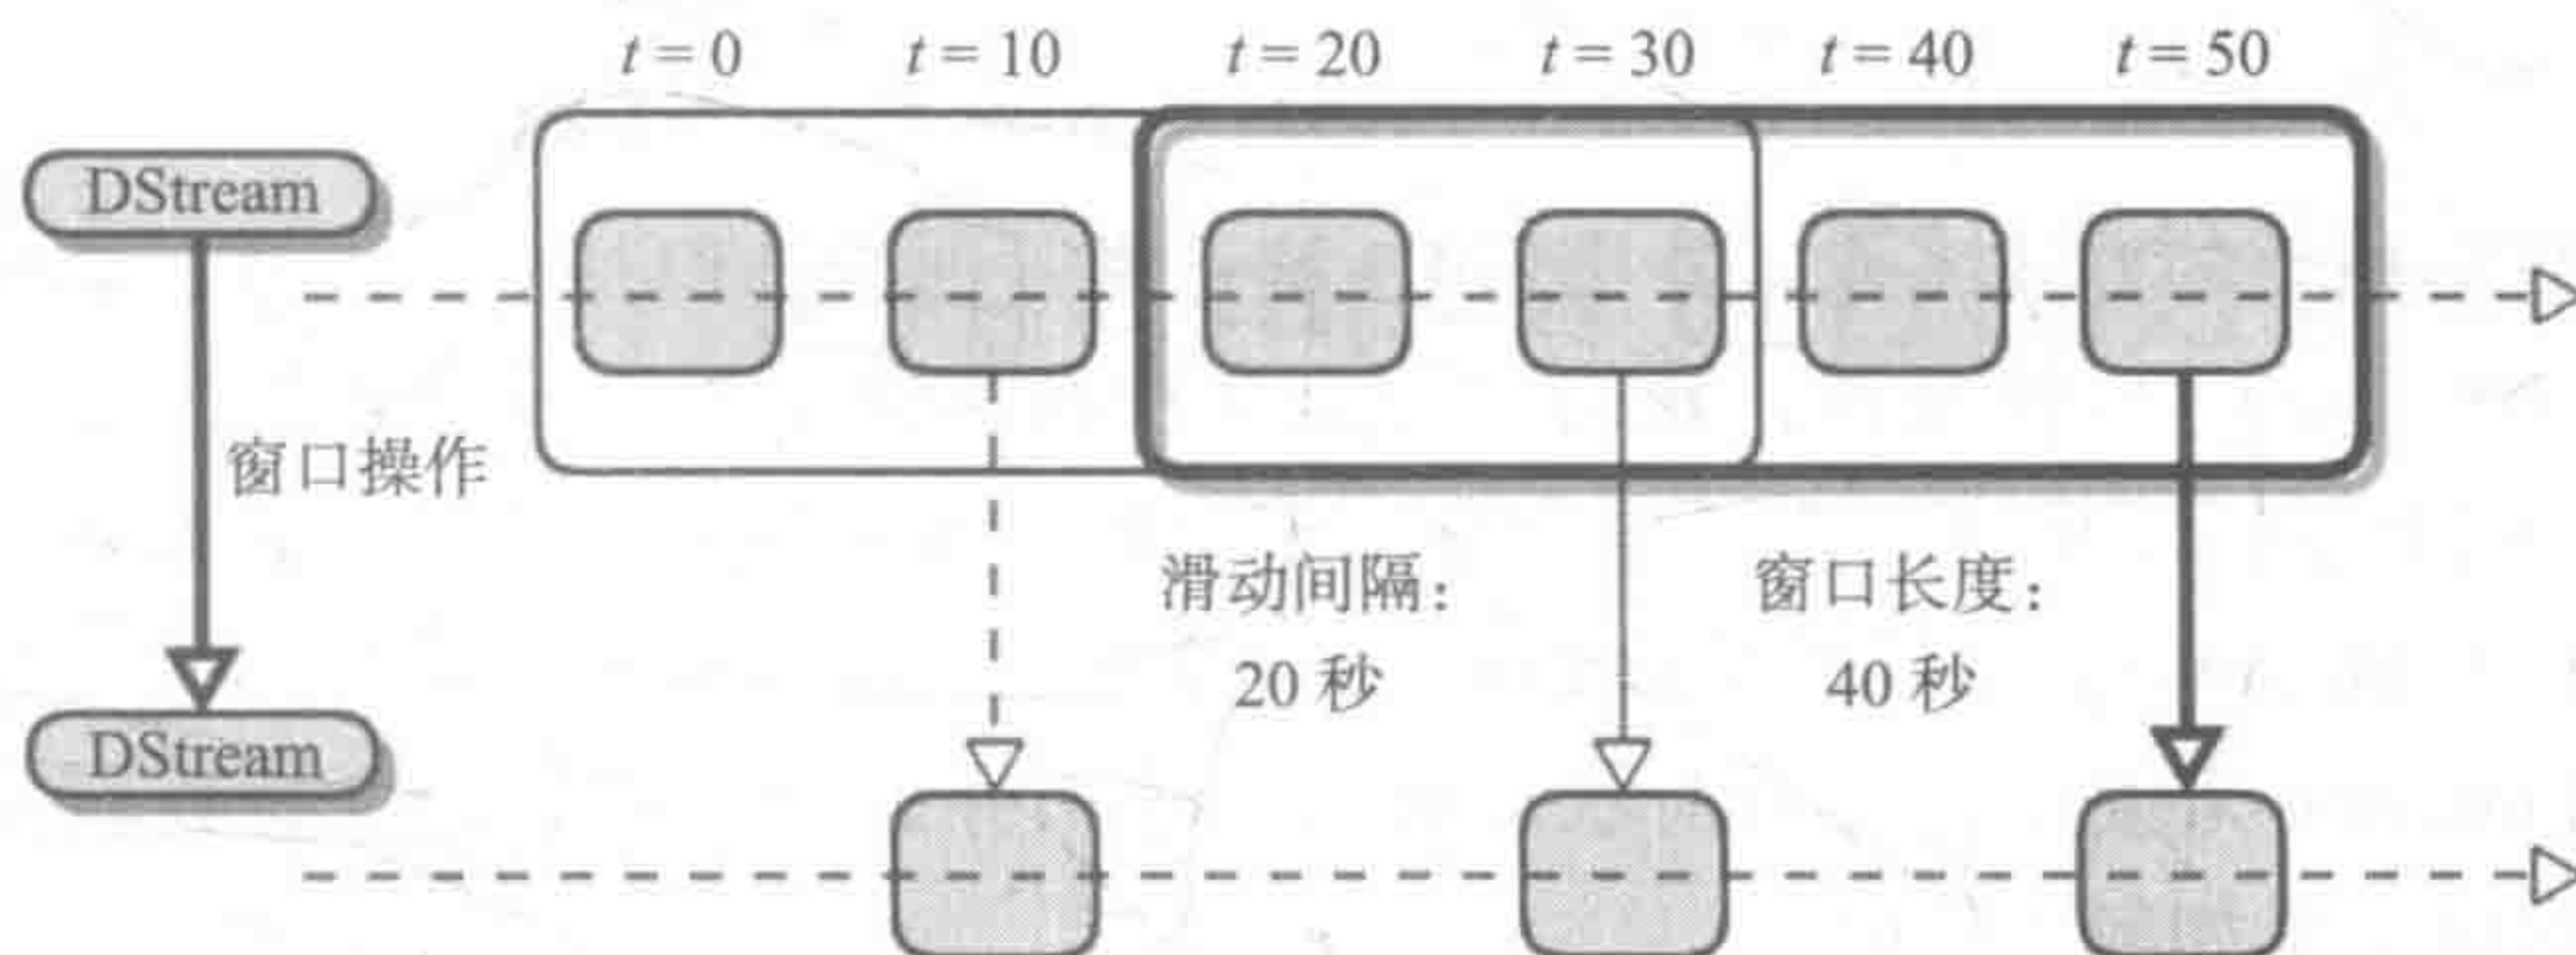 t = 0
t = 10
t = 20
t = 30
t = 40
t = 50
DStream
窗口操作
滑动间隔：
20 秒
窗口长度：
40 秒
DStream